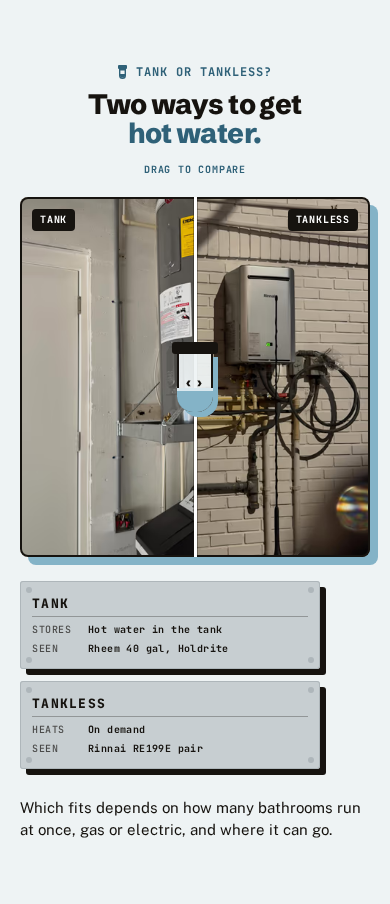 TANK OR TANKLESS?
Two ways to get
hot water.
DRAG TO COMPARE
TANK
TANKLESS
TANK
STORES Hot water in the tank
SEEN Rheem 40 gal, Holdrite
TANKLESS
HEATS On demand
SEEN Rinnai RE199E pair
Which fits depends on how many bathrooms run
at once, gas or electric, and where it can go.